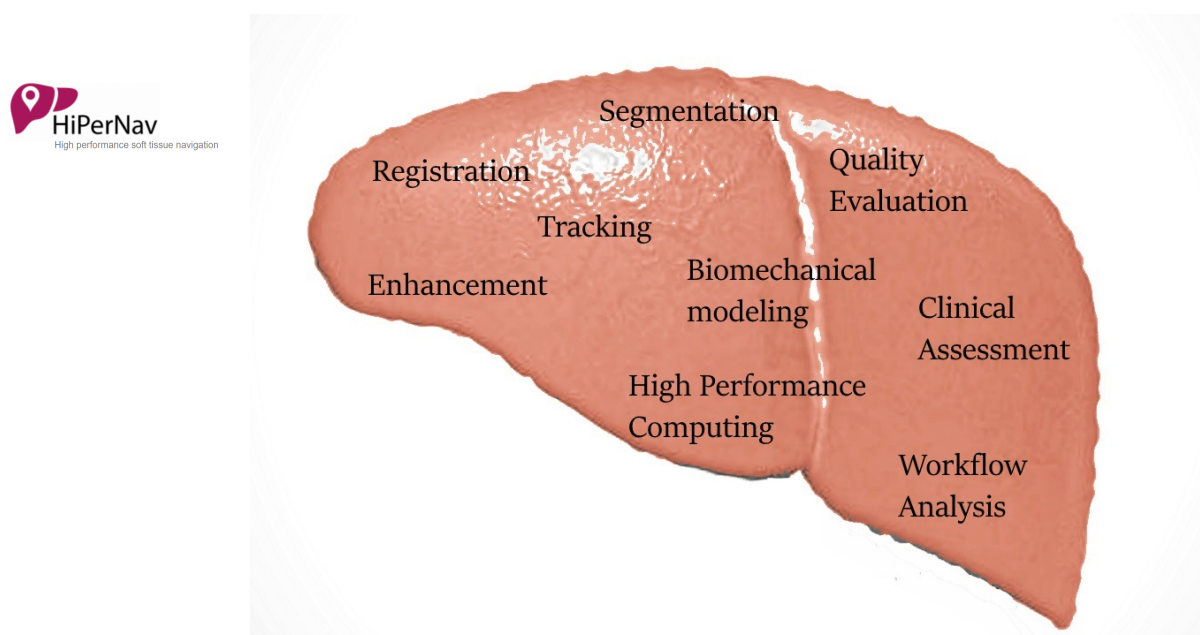 HiPerNav
High performance soft tissue navigation
Segmentation
Registration
Quality
Evaluation
Tracking
Enhancement
Biomechanical
modeling
Clinical
Assessment
High Performance
Computing
Workflow
Analysis